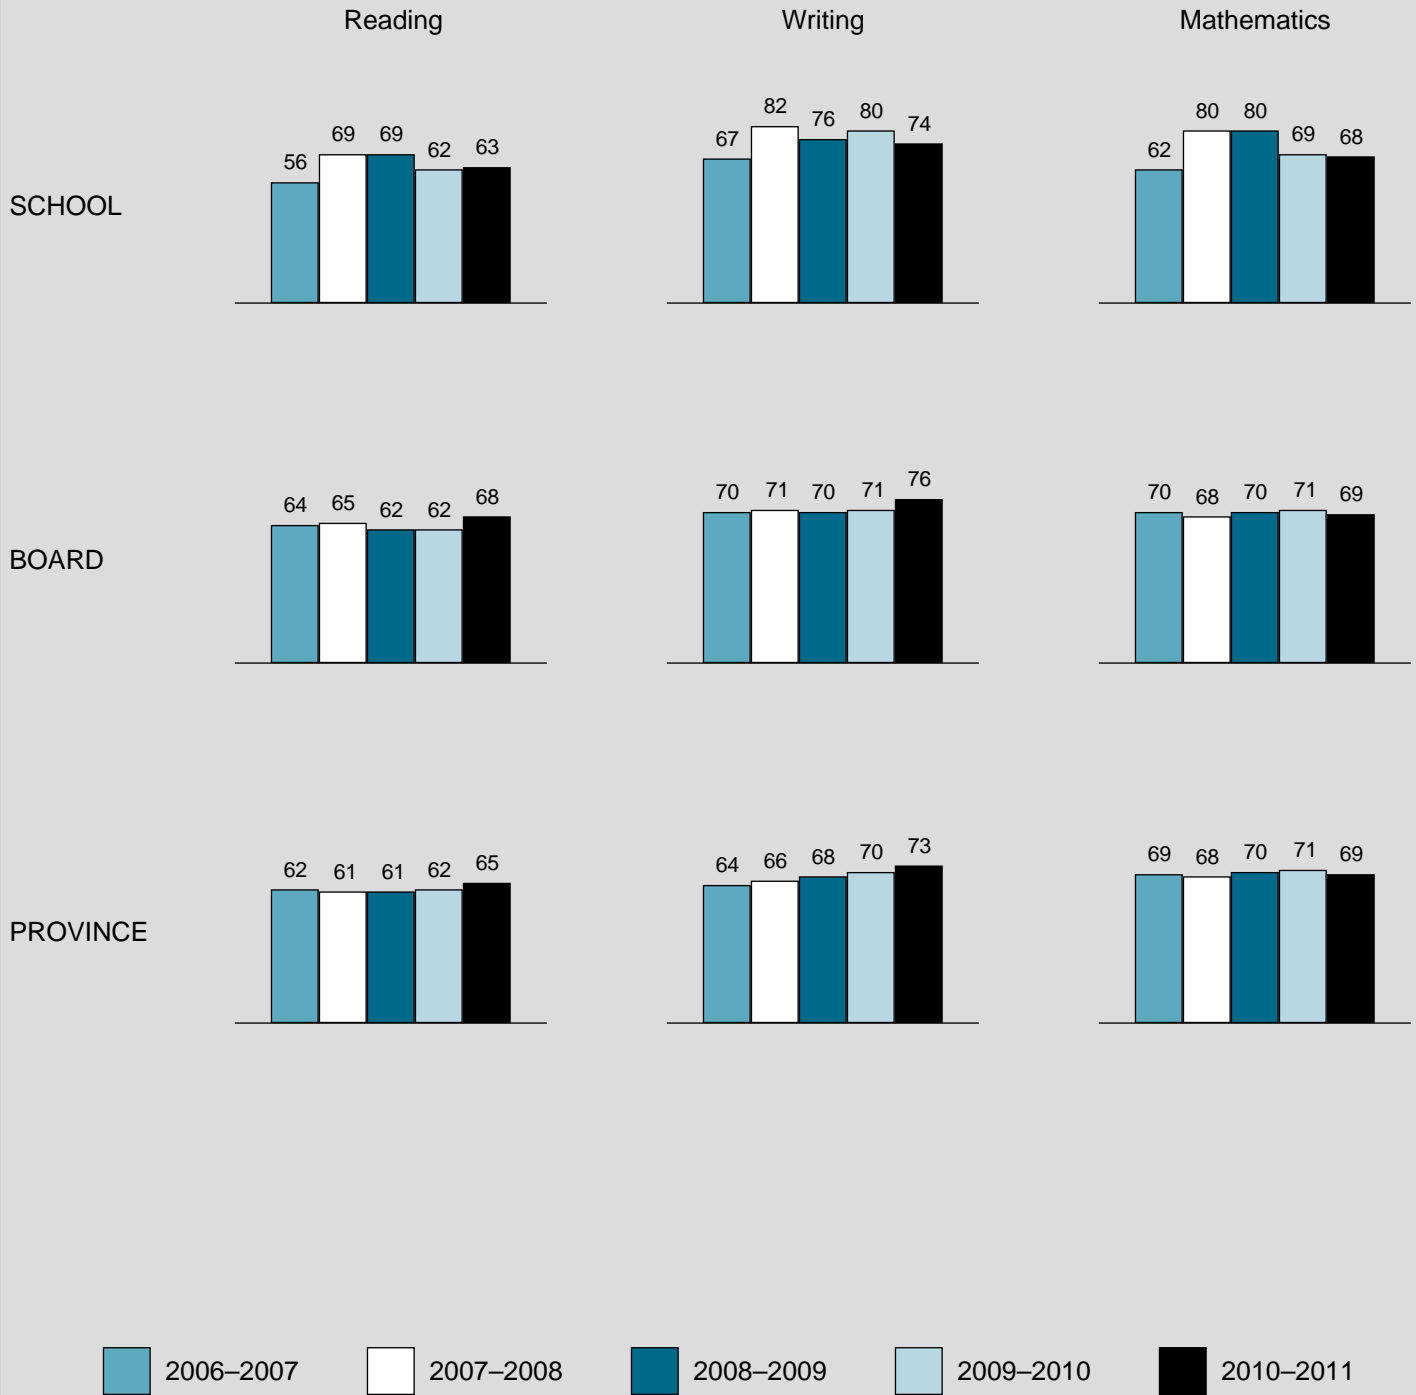 Reading Writing Mathematics
56 69 69 62 63
67 82 76 80 74
62 80 80 69 68
SCHOOL
64 65 62 62 68
70 71 70 71 76
70 68 70 71 69
BOARD
62 61 61 62 65
64 66 68 70 73
69 68 70 71 69
PROVINCE
2006–2007 2007–2008 2008–2009 2009–2010 2010–2011